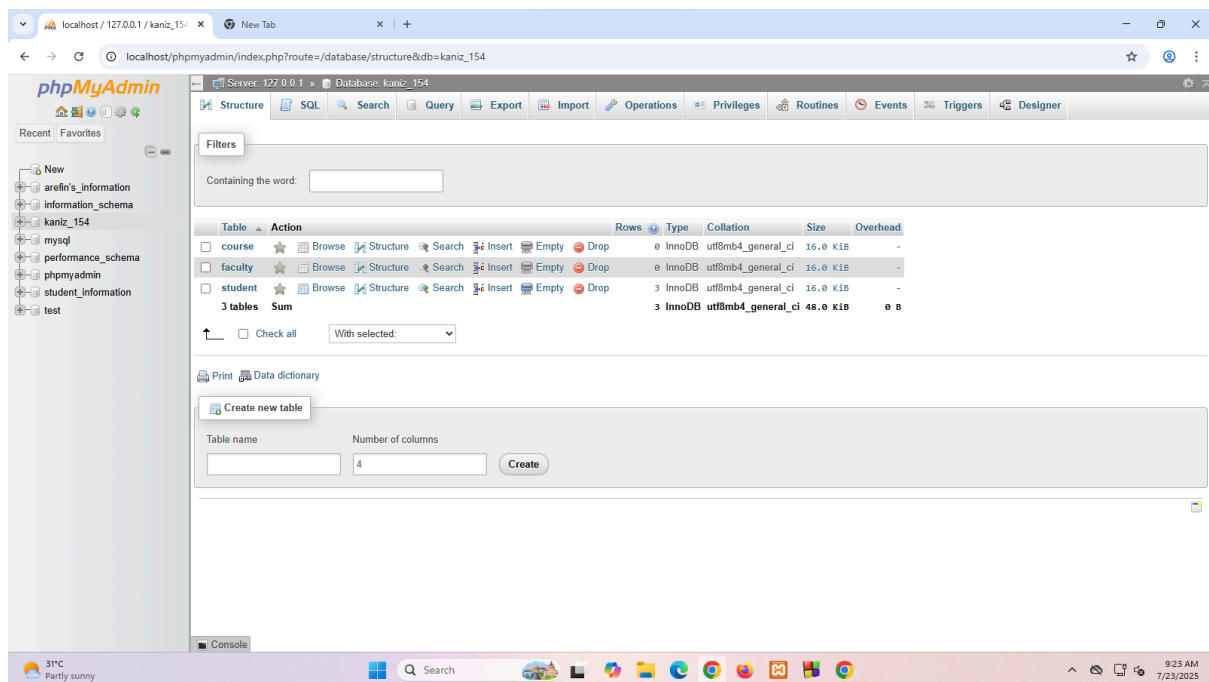 localhost / 127.0.0.1 / kaniz_154
New Tab
localhost/phpmyadmin/index.php?route=/database/structure&db=kaniz_154
phpMyAdmin
Recent Favorites
New
arefin's_information
information_schema
kaniz_154
mysql
performance_schema
phpmyadmin
student_information
test
Server: 127.0.0.1 » Database: kaniz_154
Structure SQL Search Query Export Import Operations Privileges Routines Events Triggers Designer
Filters
Containing the word:
Table Action Rows Type Collation Size Overhead
course Browse Structure Search Insert Empty Drop 0 InnoDB utf8mb4_general_ci 16.0 KiB -
faculty Browse Structure Search Insert Empty Drop 0 InnoDB utf8mb4_general_ci 16.0 KiB -
student Browse Structure Search Insert Empty Drop 3 InnoDB utf8mb4_general_ci 16.0 KiB -
3 tables Sum 3 InnoDB utf8mb4_general_ci 48.0 KiB 0 B
Check all With selected:
Print Data dictionary
Create new table
Table name Number of columns
4 Create
Console
31°C
Partly sunny
Search
9:23 AM
7/23/2025